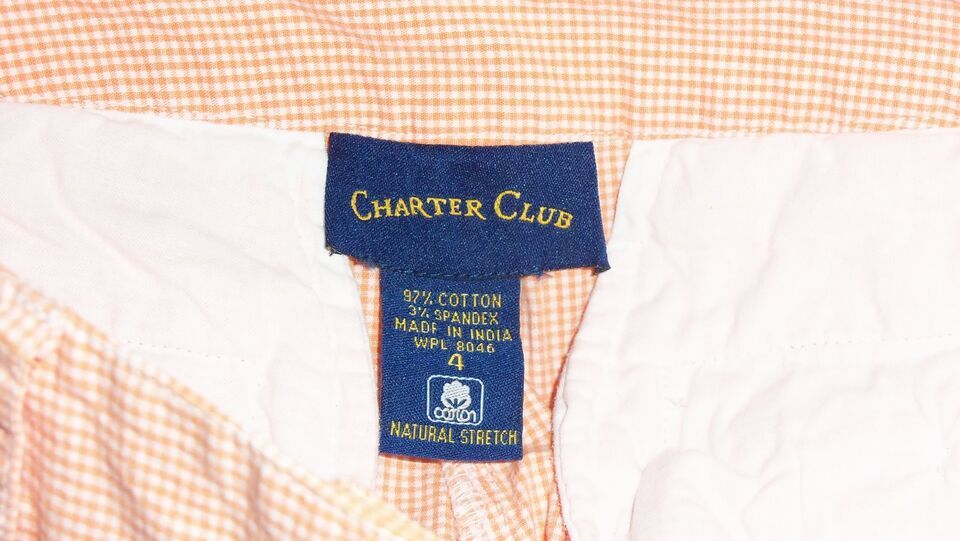 CHARTER CLUB
97% COTTON
3% SPANDEX
MADE IN INDIA
WPL 8046
4
cotton
NATURAL STRETCH